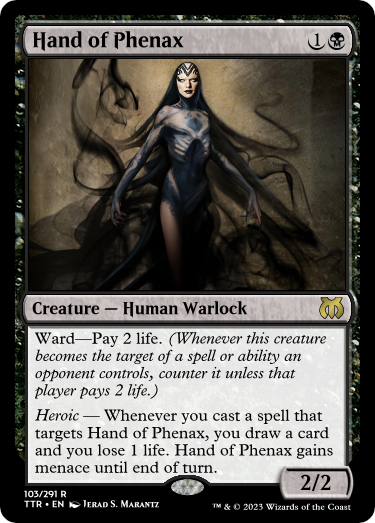 Hand of Phenax 1
Creature — Human Warlock
Ward—Pay 2 life. (Whenever this creature
becomes the target of a spell or ability an
opponent controls, counter it unless that
player pays 2 life.)
Heroic — Whenever you cast a spell that
targets Hand of Phenax, you draw a card
and you lose 1 life. Hand of Phenax gains
menace until end of turn.
2/2
103/291 R
TTR • EN Jerad S. Marantz ™ & © 2023 Wizards of the Coast